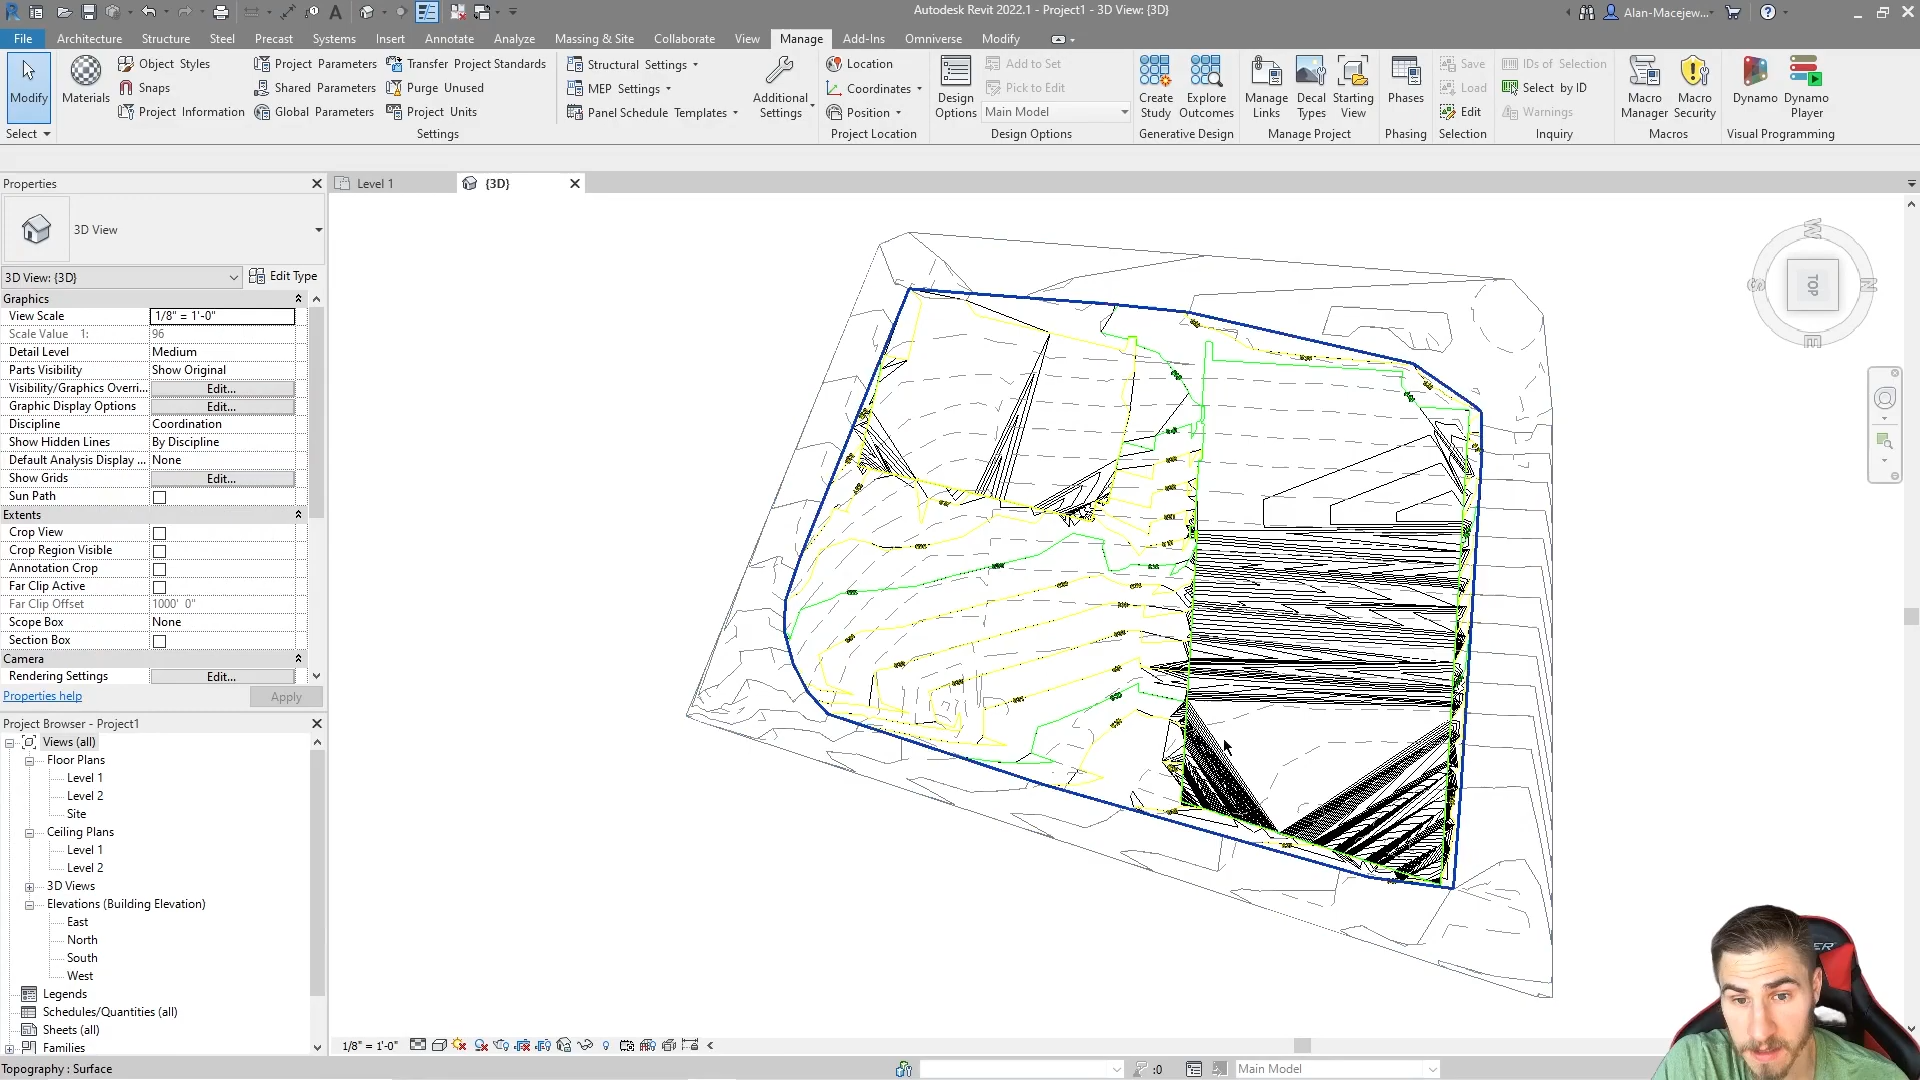 Autodesk Revit 2022.1 - Project1 - 3D View: {3D}
Alan-Macejew...
File Architecture Structure Steel Precast Systems Insert Annotate Analyze Massing & Site Collaborate View Manage Add-Ins Omniverse Modify
Modify
Select
Materials
Object Styles
Snaps
Project Information
Project Parameters
Shared Parameters
Global Parameters
Transfer Project Standards
Purge Unused
Project Units
Settings
Structural Settings
MEP Settings
Panel Schedule Templates
Additional Settings
Location
Coordinates
Position
Project Location
Design Options
Add to Set
Pick to Edit
Main Model
Design Options
Create Study
Explore Outcomes
Generative Design
Manage Links
Decal Types
Starting View
Manage Project
Phases
Phasing
Save
Load
Edit
Selection
IDs of Selection
Select by ID
Warnings
Inquiry
Macro Manager
Macro Security
Macros
Dynamo
Dynamo Player
Visual Programming
Properties
3D View
3D View: {3D}
Edit Type
Graphics
View Scale 1/8" = 1'-0"
Scale Value 1: 96
Detail Level Medium
Parts Visibility Show Original
Visibility/Graphics Overri... Edit...
Graphic Display Options Edit...
Discipline Coordination
Show Hidden Lines By Discipline
Default Analysis Display ... None
Show Grids Edit...
Sun Path
Extents
Crop View
Crop Region Visible
Annotation Crop
Far Clip Active
Far Clip Offset 1000' 0"
Scope Box None
Section Box
Camera
Rendering Settings Edit...
Properties help
Apply
Project Browser - Project1
Views (all)
Floor Plans
Level 1
Level 2
Site
Ceiling Plans
Level 1
Level 2
3D Views
Elevations (Building Elevation)
East
North
South
West
Legends
Schedules/Quantities (all)
Sheets (all)
Families
Level 1
{3D}
W
S
TOP
N
E
1/8" = 1'-0"
Topography : Surface
:0
Main Model